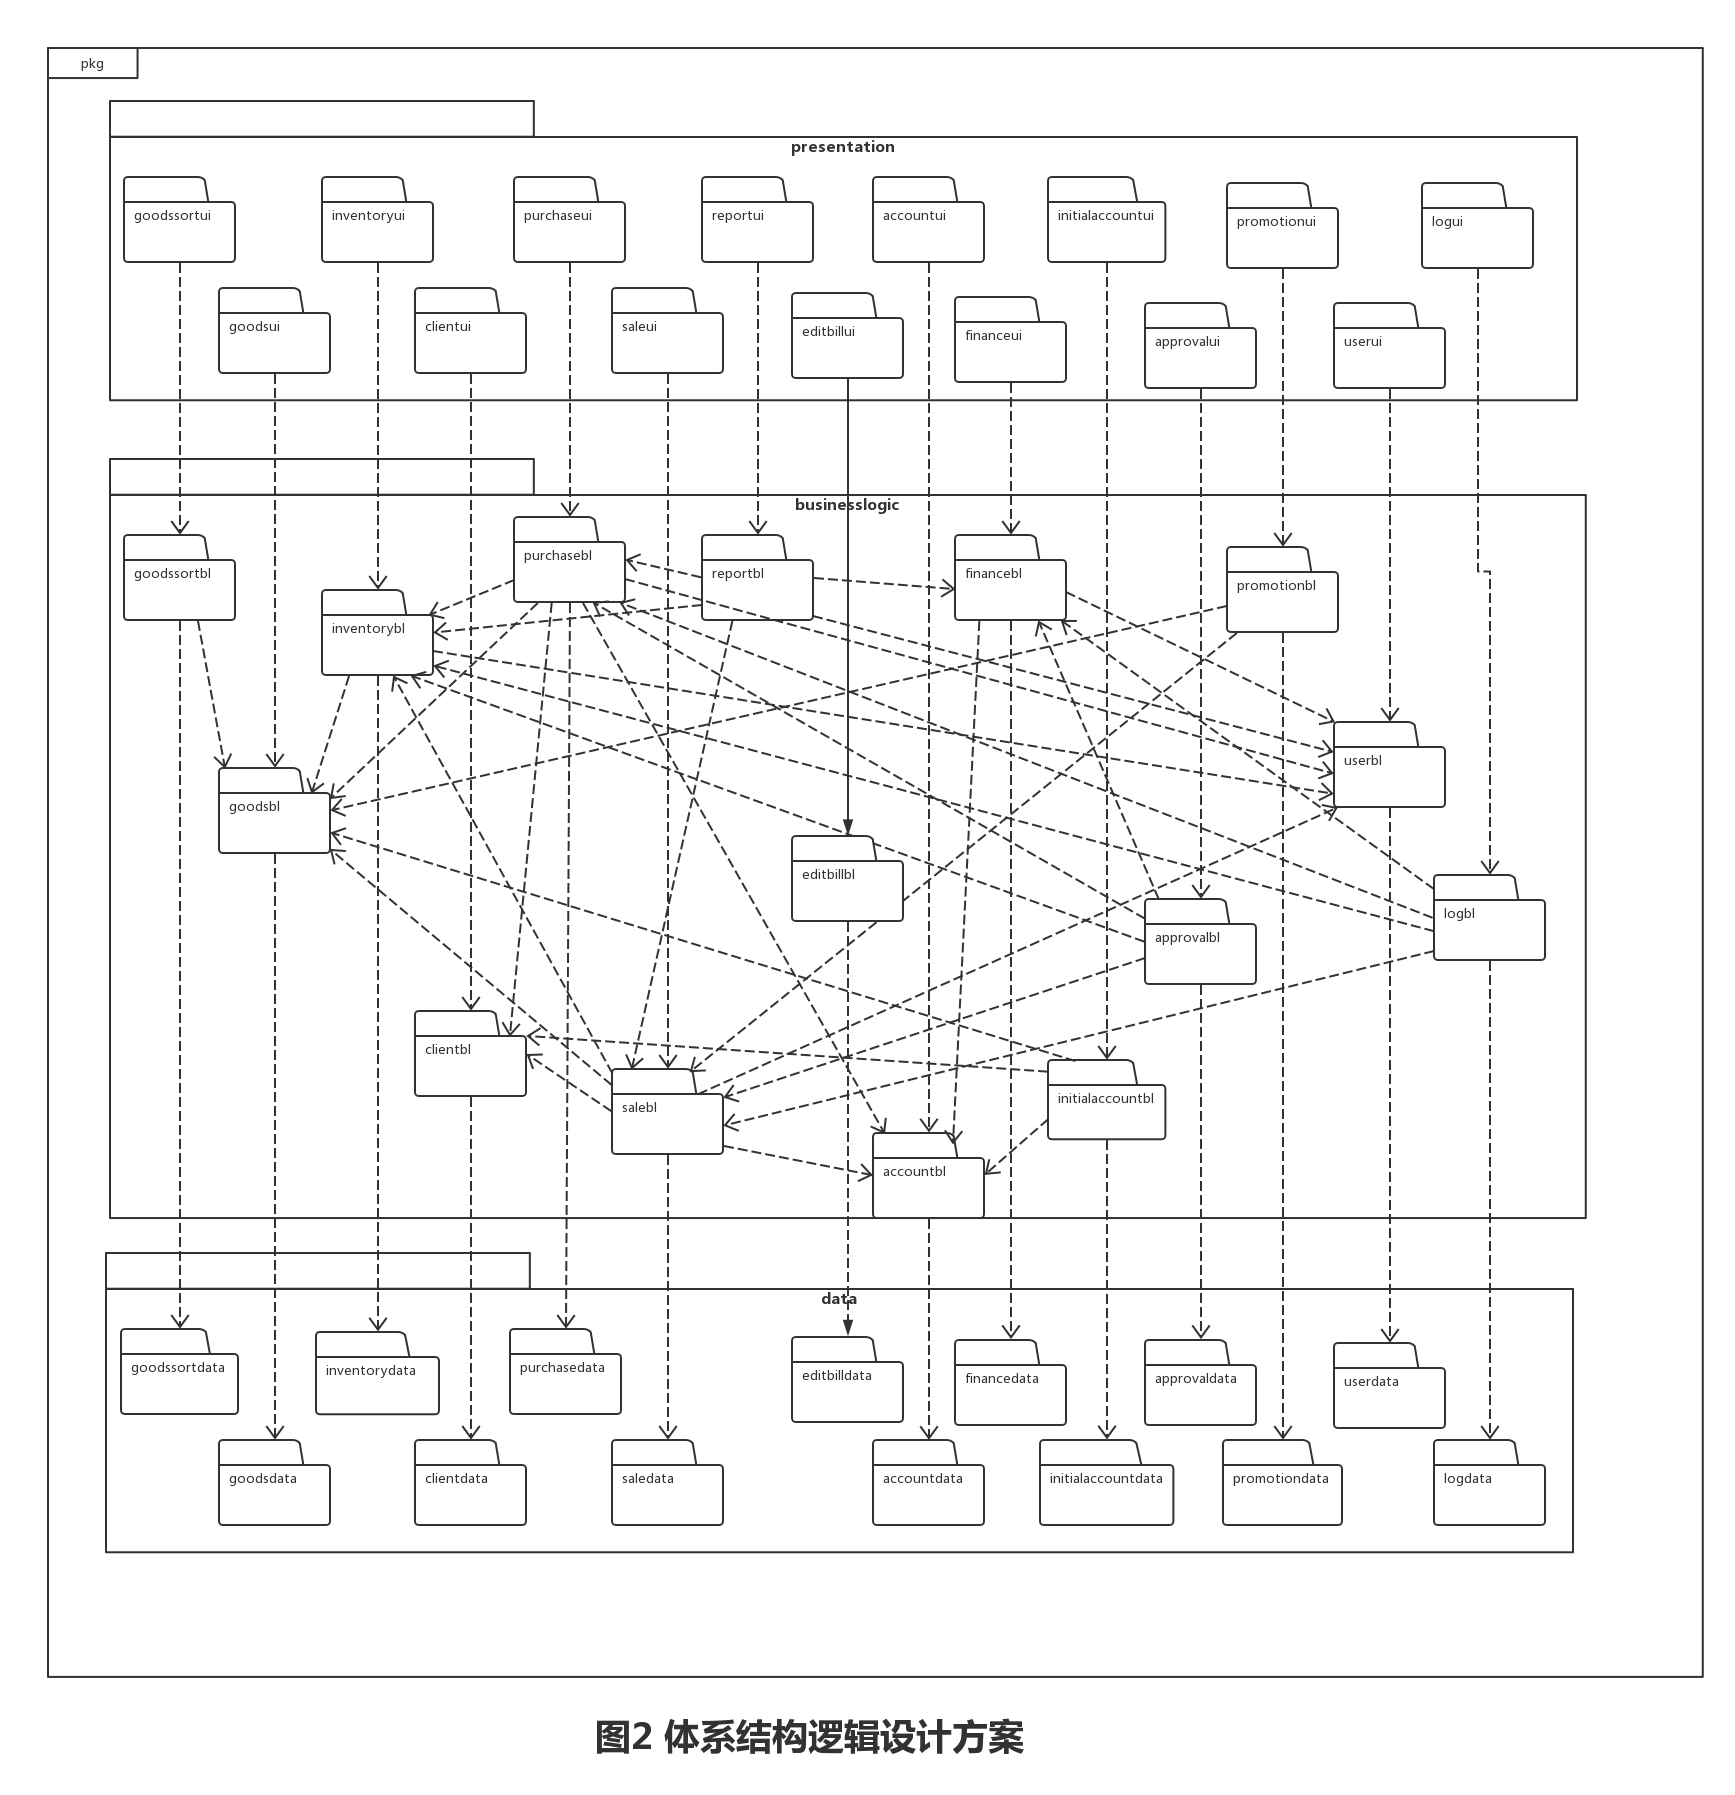 pkg
presentation
goodssortui
inventoryui
purchaseui
reportui
accountui
initialaccountui
promotionui
logui
goodsui
clientui
saleui
editbillui
financeui
approvalui
userui
businesslogic
goodssortbl
inventorybl
purchasebl
reportbl
financebl
promotionbl
userbl
goodsbl
editbillbl
approvalbl
logbl
clientbl
salebl
initialaccountbl
accountbl
data
goodssortdata
inventorydata
purchasedata
editbilldata
financedata
approvaldata
userdata
goodsdata
clientdata
saledata
accountdata
initialaccountdata
promotiondata
logdata
图2 体系结构逻辑设计方案